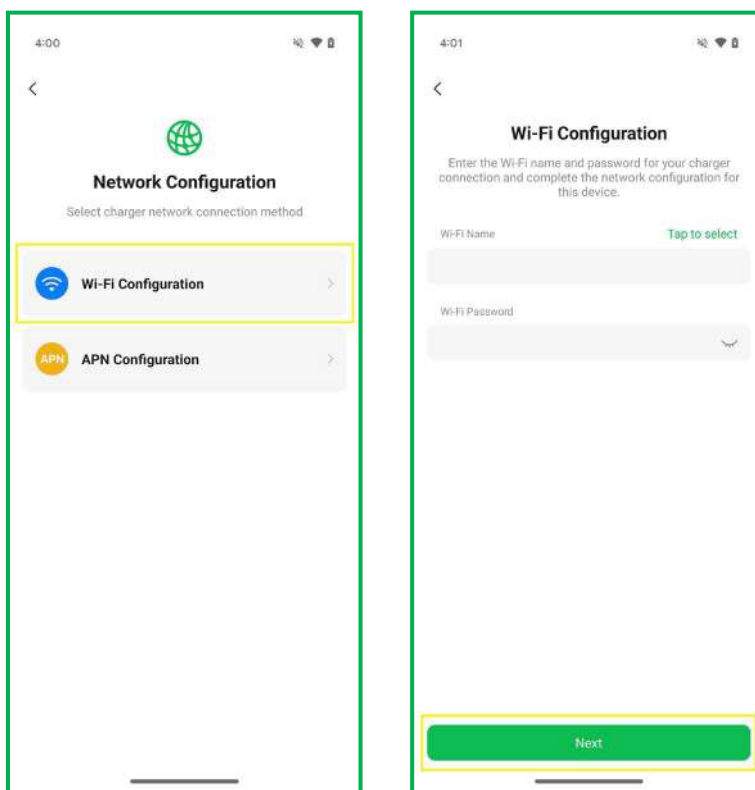 4:00
Network Configuration
Select charger network connection method
Wi-Fi Configuration
APN
APN Configuration
4:01
Wi-Fi Configuration
Enter the Wi-Fi name and password for your charger
connection and complete the network configuration for
this device.
Wi-Fi Name
Tap to select
Wi-Fi Password
Next